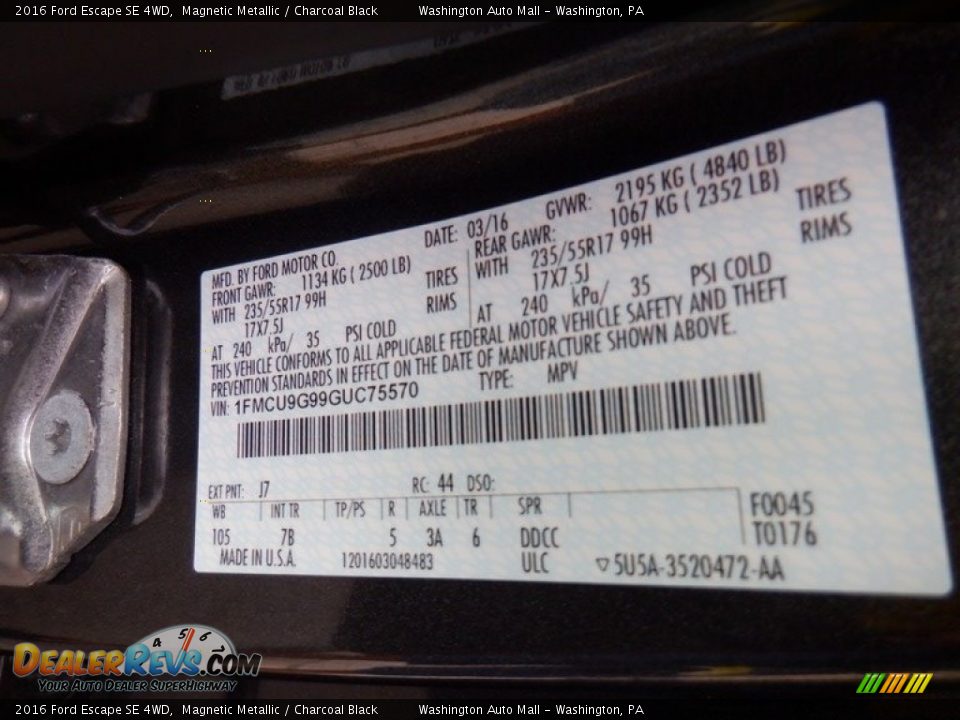 2016 Ford Escape SE 4WD,  Magnetic Metallic / Charcoal Black        Washington Auto Mall - Washington, PA
MFD. BY FORD MOTOR CO.   DATE: 03/16   GVWR: 2195 KG ( 4840 LB)
FRONT GAWR: 1134 KG ( 2500 LB)   REAR GAWR: 1067 KG ( 2352 LB)
WITH 235/55R17 99H TIRES   WITH 235/55R17 99H TIRES
17X7.5J RIMS   17X7.5J RIMS
AT 240 kPa/ 35 PSI COLD   AT 240 kPa/ 35 PSI COLD
THIS VEHICLE CONFORMS TO ALL APPLICABLE FEDERAL MOTOR VEHICLE SAFETY AND THEFT
PREVENTION STANDARDS IN EFFECT ON THE DATE OF MANUFACTURE SHOWN ABOVE.
VIN: 1FMCU9G99GUC75570   TYPE: MPV
EXT PNT: J7   RC: 44 DSO:
WB INT TR TP/PS R AXLE TR SPR F0045
105 7B 5 3A 6 DDCC T0176
MADE IN U.S.A. 1201603048483 ULC ▽5U5A-3520472-AA
4 5 6
DEALERREVS.COM
YOUR AUTO DEALER SUPERHIGHWAY
2016 Ford Escape SE 4WD,  Magnetic Metallic / Charcoal Black        Washington Auto Mall - Washington, PA